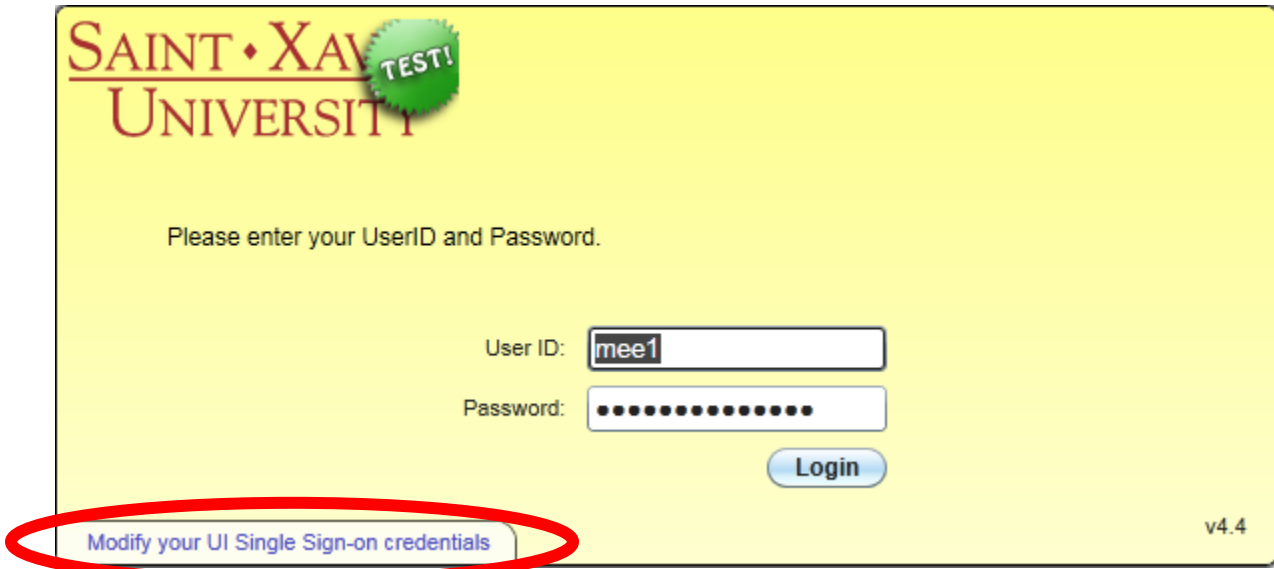 SAINT • XAV
TEST!
UNIVERSITY
Please enter your UserID and Password.
User ID: mee1
Password: ••••••••••••••
Login
Modify your UI Single Sign-on credentials
v4.4